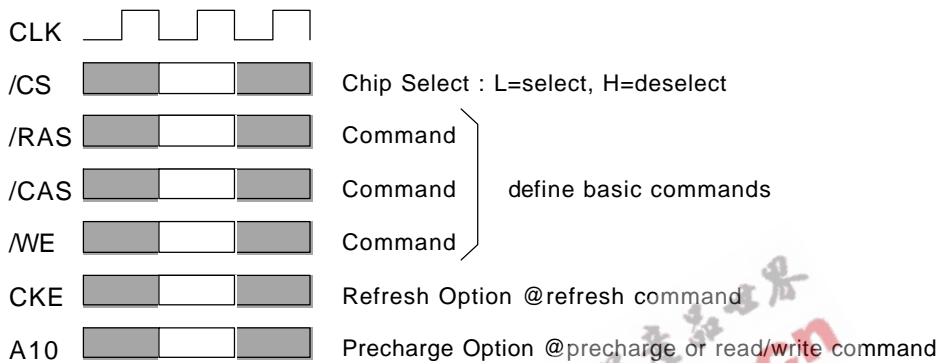 CLK
/CS Chip Select : L=select, H=deselect
/RAS Command
/CAS Command define basic commands
/WE Command
CKE Refresh Option @refresh command
A10 Precharge Option @precharge or read/write command